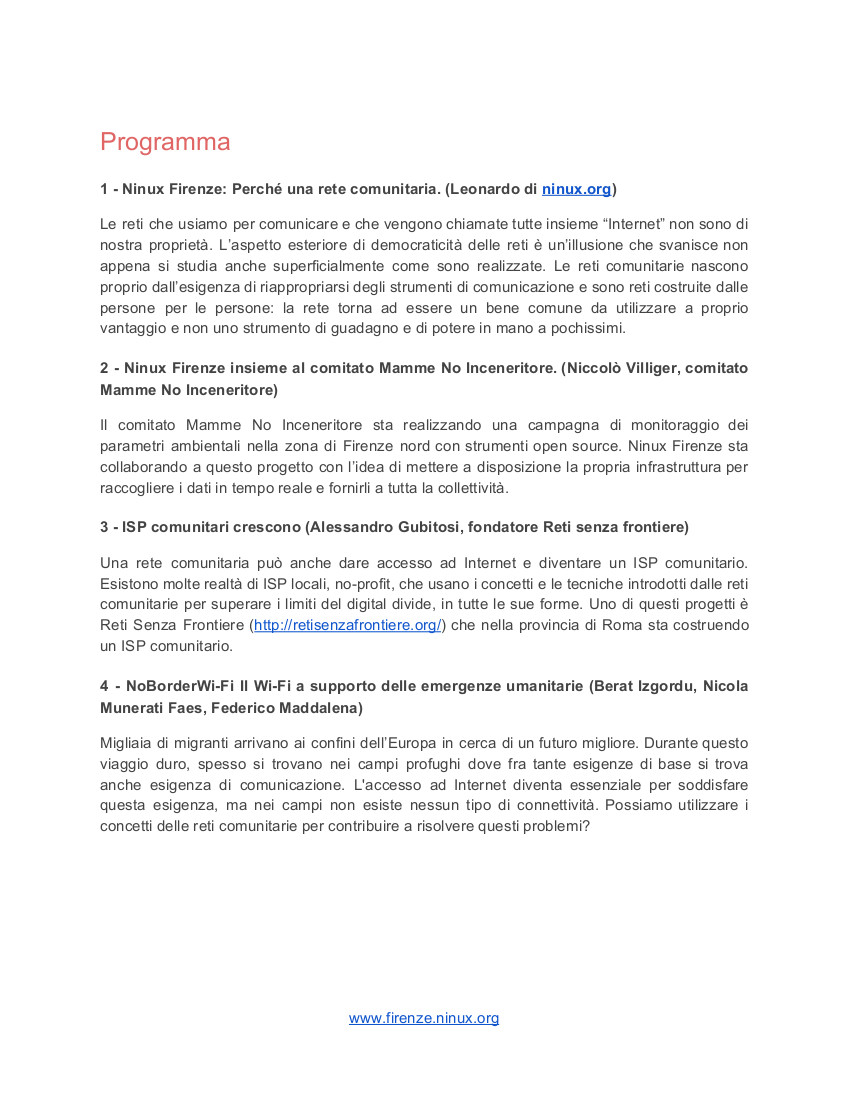 Programma
1 - Ninux Firenze: Perché una rete comunitaria. (Leonardo di ninux.org)
Le reti che usiamo per comunicare e che vengono chiamate tutte insieme “Internet” non sono di
nostra proprietà. L’aspetto esteriore di democraticità delle reti è un’illusione che svanisce non
appena si studia anche superficialmente come sono realizzate. Le reti comunitarie nascono
proprio dall’esigenza di riappropriarsi degli strumenti di comunicazione e sono reti costruite dalle
persone per le persone: la rete torna ad essere un bene comune da utilizzare a proprio
vantaggio e non uno strumento di guadagno e di potere in mano a pochissimi.
2 - Ninux Firenze insieme al comitato Mamme No Inceneritore. (Niccolò Villiger, comitato
Mamme No Inceneritore)
Il comitato Mamme No Inceneritore sta realizzando una campagna di monitoraggio dei
parametri ambientali nella zona di Firenze nord con strumenti open source. Ninux Firenze sta
collaborando a questo progetto con l’idea di mettere a disposizione la propria infrastruttura per
raccogliere i dati in tempo reale e fornirli a tutta la collettività.
3 - ISP comunitari crescono (Alessandro Gubitosi, fondatore Reti senza frontiere)
Una rete comunitaria può anche dare accesso ad Internet e diventare un ISP comunitario.
Esistono molte realtà di ISP locali, no-profit, che usano i concetti e le tecniche introdotti dalle reti
comunitarie per superare i limiti del digital divide, in tutte le sue forme. Uno di questi progetti è
Reti Senza Frontiere (http://retisenzafrontiere.org/) che nella provincia di Roma sta costruendo
un ISP comunitario.
4 - NoBorderWi-Fi Il Wi-Fi a supporto delle emergenze umanitarie (Berat Izgordu, Nicola
Munerati Faes, Federico Maddalena)
Migliaia di migranti arrivano ai confini dell’Europa in cerca di un futuro migliore. Durante questo
viaggio duro, spesso si trovano nei campi profughi dove fra tante esigenze di base si trova
anche esigenza di comunicazione. L'accesso ad Internet diventa essenziale per soddisfare
questa esigenza, ma nei campi non esiste nessun tipo di connettività. Possiamo utilizzare i
concetti delle reti comunitarie per contribuire a risolvere questi problemi?
www.firenze.ninux.org